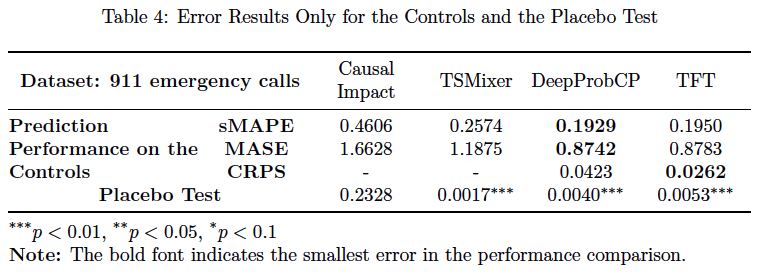 Table 4: Error Results Only for the Controls and the Placebo Test
Dataset: 911 emergency calls Causal Impact TSMixer DeepProbCP TFT
Prediction sMAPE 0.4606 0.2574 0.1929 0.1950
Performance on the MASE 1.6628 1.1875 0.8742 0.8783
Controls CRPS - - 0.0423 0.0262
Placebo Test 0.2328 0.0017*** 0.0040*** 0.0053***
***p < 0.01, **p < 0.05, *p < 0.1
Note: The bold font indicates the smallest error in the performance comparison.